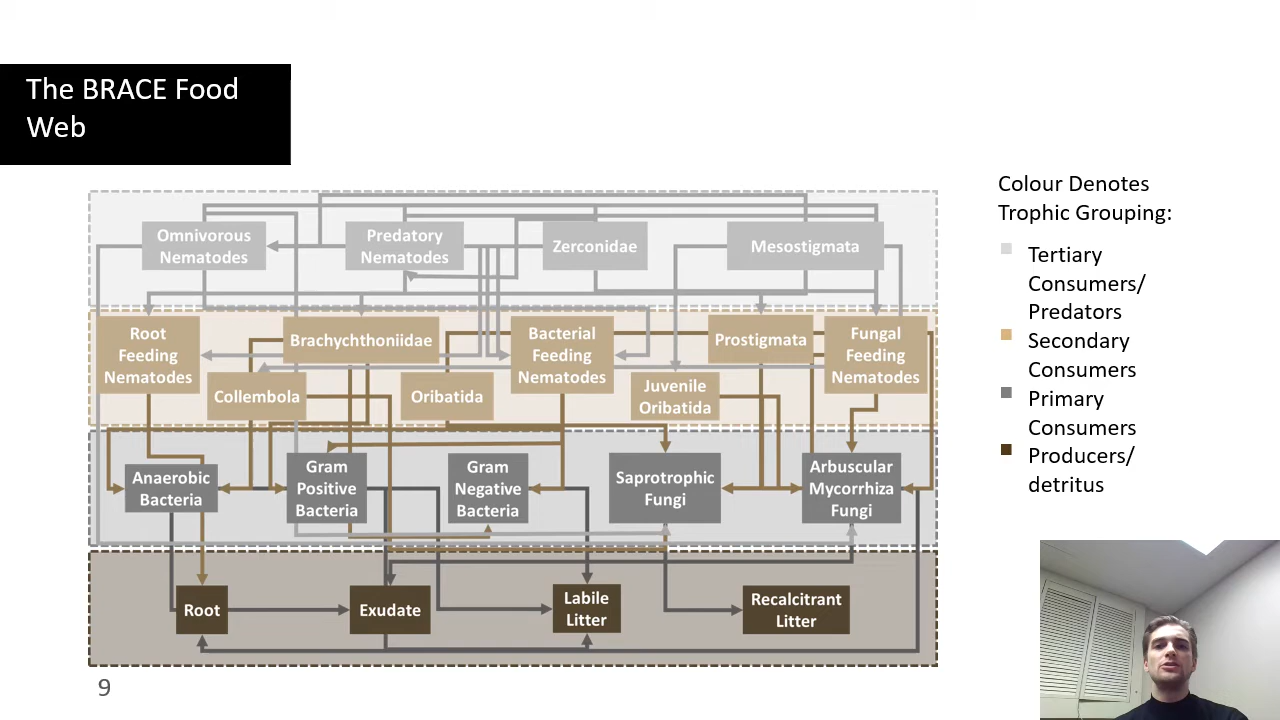 The BRACE Food
Web
Colour Denotes
Trophic Grouping:
Tertiary
Consumers/
Predators
Secondary
Consumers
Primary
Consumers
Producers/
detritus
Omnivorous
Nematodes
Predatory
Nematodes
Zerconidae
Mesostigmata
Root
Feeding
Nematodes
Brachychthoniidae
Bacterial
Feeding
Nematodes
Prostigmata
Fungal
Feeding
Nematodes
Collembola
Oribatida
Juvenile
Oribatida
Anaerobic
Bacteria
Gram
Positive
Bacteria
Gram
Negative
Bacteria
Saprotrophic
Fungi
Arbuscular
Mycorrhiza
Fungi
Root
Exudate
Labile
Litter
Recalcitrant
Litter
9